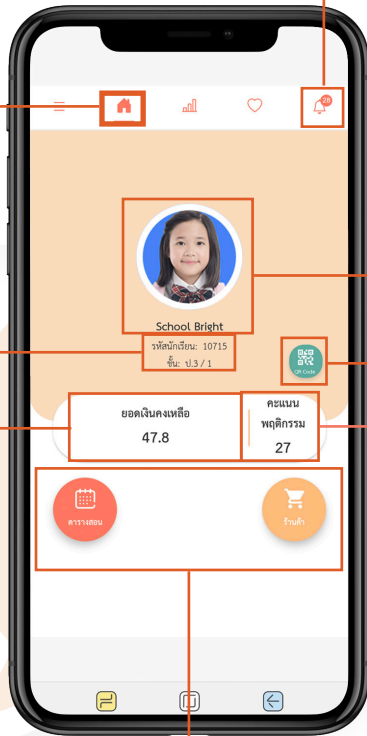 28
School Bright
รหัสนักเรียน: 10715
ชั้น: ป.3 / 1
QR Code
ยอดเงินคงเหลือ
47.8
คะแนน
พฤติกรรม
27
ตารางสอน
ร้านค้า